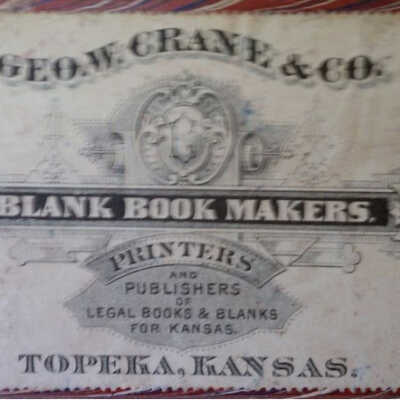 GEO. W. CRANE & CO.
BLANK BOOK MAKERS.
PRINTERS
AND
PUBLISHERS
OF
LEGAL BOOKS & BLANKS
FOR KANSAS.
TOPEKA, KANSAS.